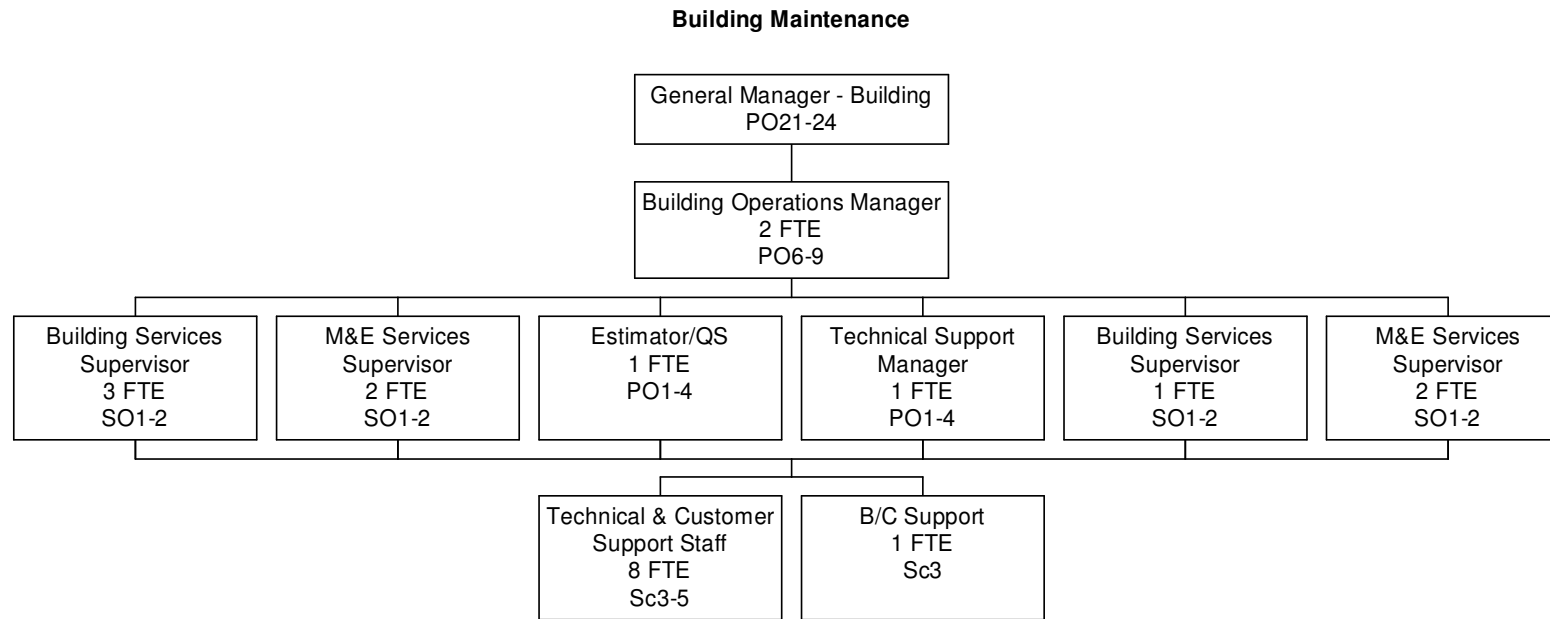 Building Maintenance
General Manager - Building
PO21-24
Building Operations Manager
2 FTE
PO6-9
Building Services
Supervisor
3 FTE
SO1-2
M&E Services
Supervisor
2 FTE
SO1-2
Estimator/QS
1 FTE
PO1-4
Technical Support
Manager
1 FTE
PO1-4
Building Services
Supervisor
1 FTE
SO1-2
M&E Services
Supervisor
2 FTE
SO1-2
Technical & Customer
Support Staff
8 FTE
Sc3-5
B/C Support
1 FTE
Sc3